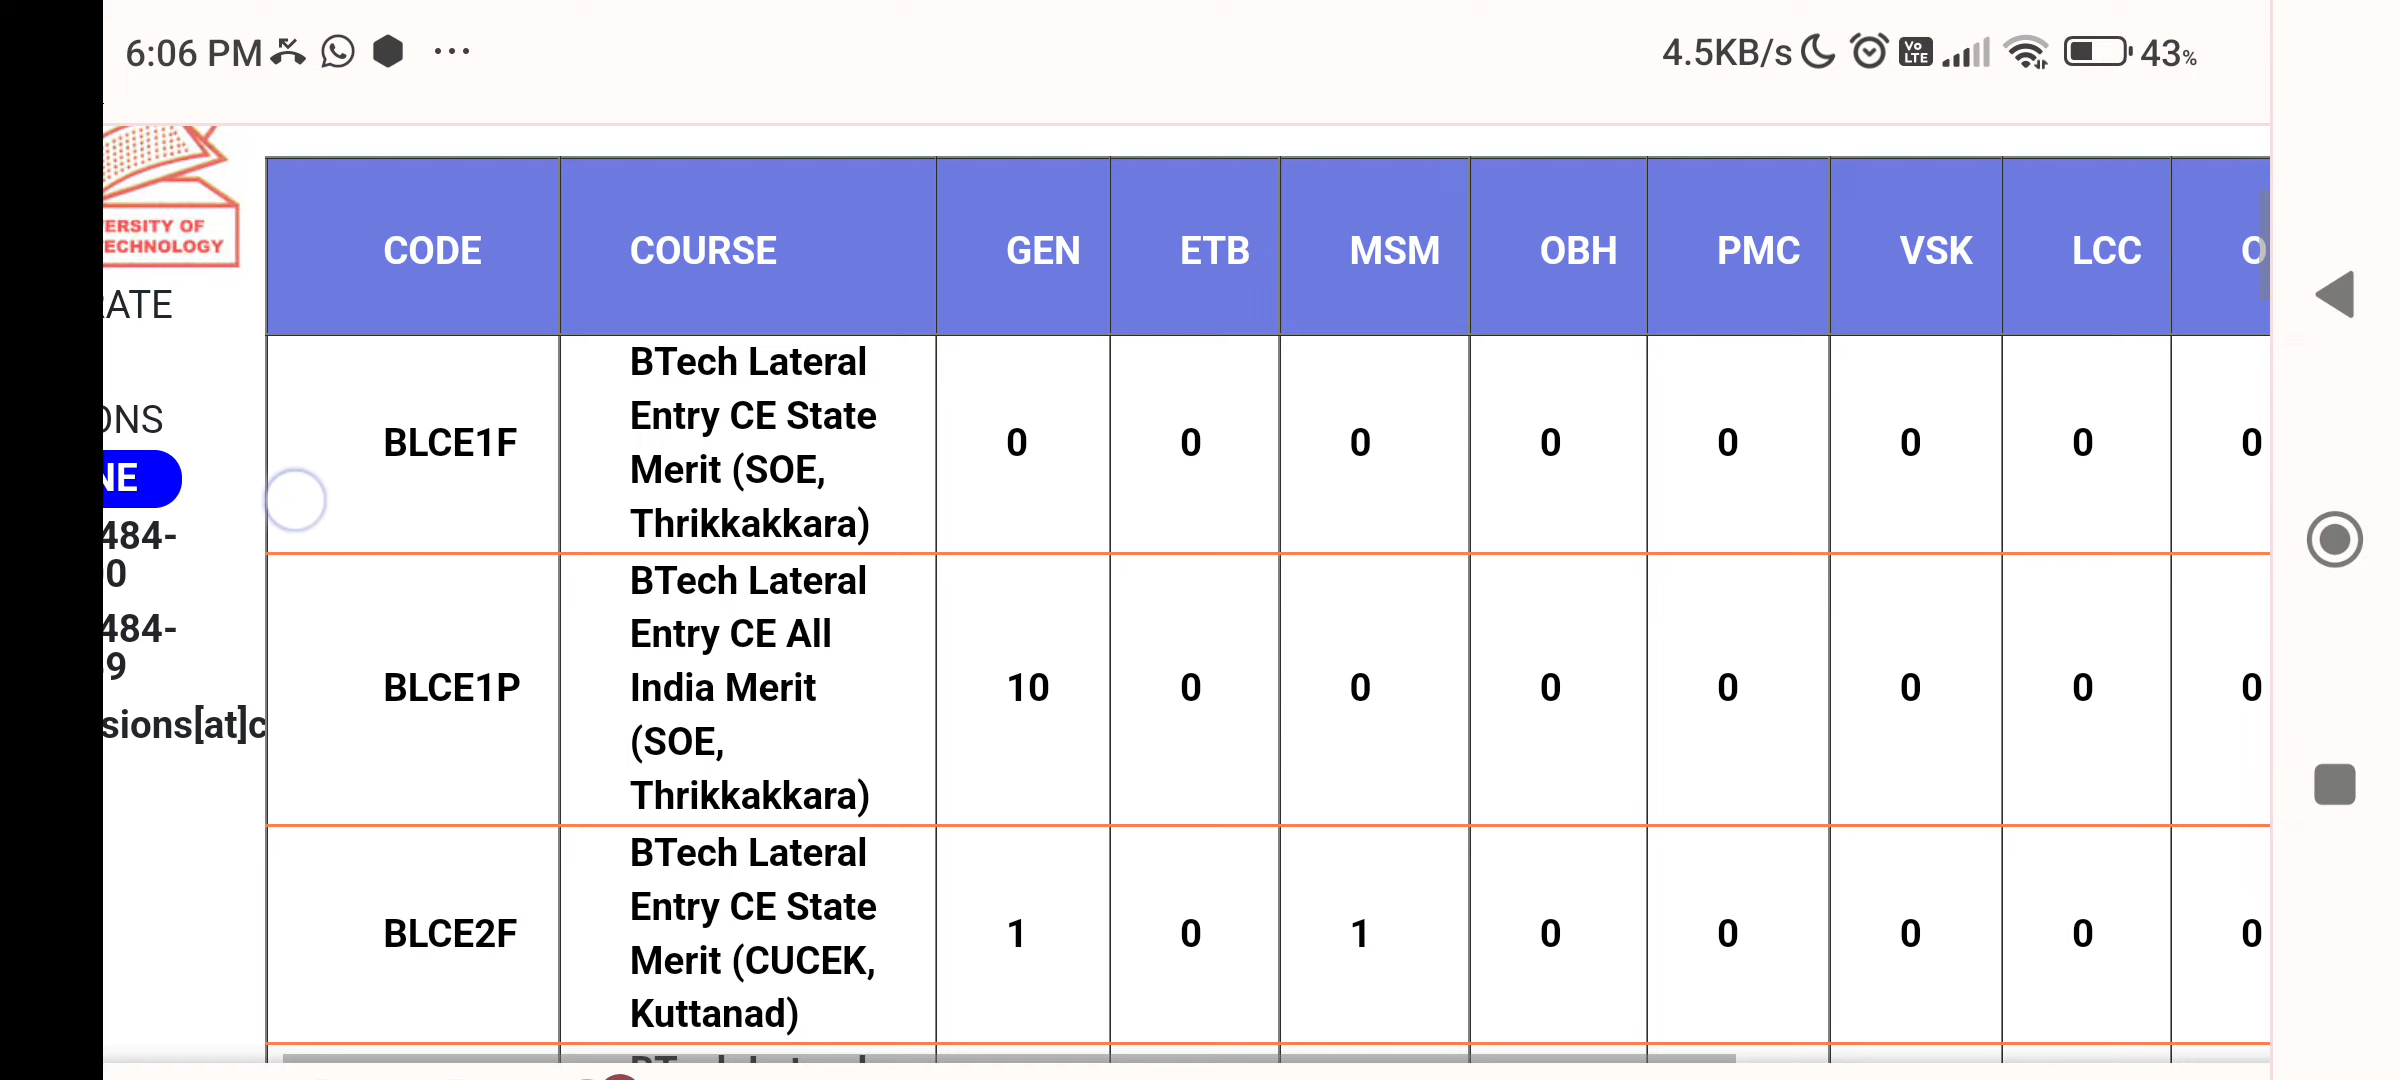 6:06 PM
4.5KB/s
Vo LTE
43%
ERSITY OF
ECHNOLOGY
ATE
ONS
NE
484-
0
484-
9
sions[at]c
CODE COURSE GEN ETB MSM OBH PMC VSK LCC O
BTech Lateral
Entry CE State
Merit (SOE,
Thrikkakkara)
BLCE1F 0 0 0 0 0 0 0 0
BTech Lateral
Entry CE All
India Merit
(SOE,
Thrikkakkara)
BLCE1P 10 0 0 0 0 0 0 0
BTech Lateral
Entry CE State
Merit (CUCEK,
Kuttanad)
BLCE2F 1 0 1 0 0 0 0 0